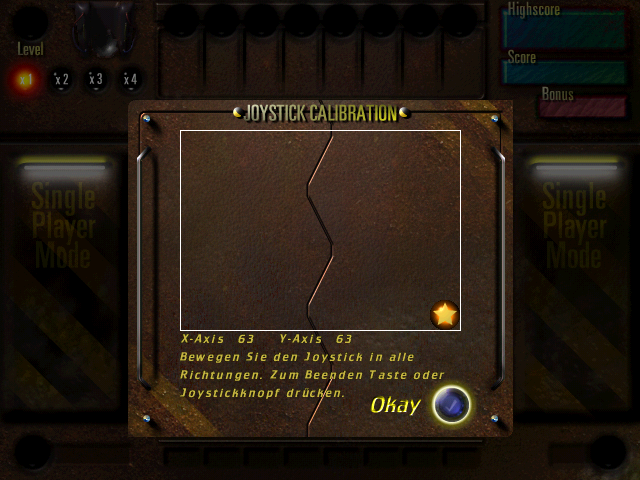 Highscore
Level
Score
x1 x2 x3 x4
Bonus
JOYSTICK CALIBRATION
Single
Player
Mode
Single
Player
Mode
X-Axis 63 Y-Axis 63
Bewegen Sie den Joystick in alle
Richtungen. Zum Beenden Taste oder
Joystickknopf drücken.
Okay